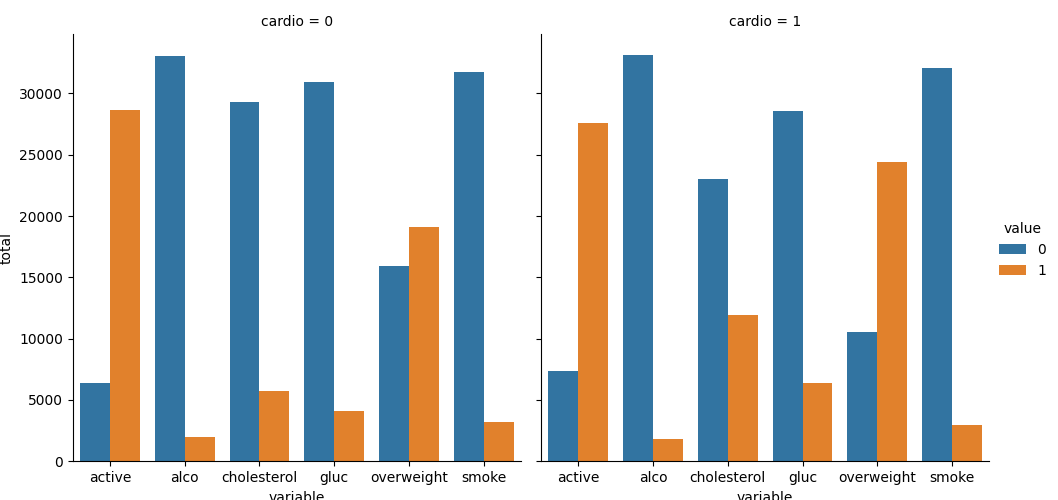 cardio = 0
cardio = 1
30000
25000
20000
15000
10000
5000
0
total
active alco cholesterol gluc overweight smoke
variable
active alco cholesterol gluc overweight smoke
variable
value
0
1